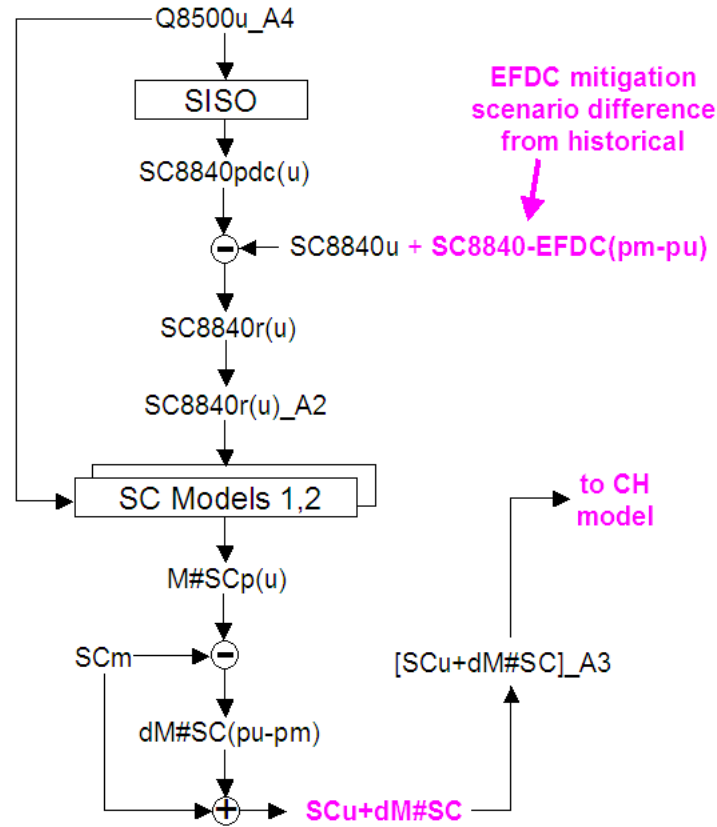 Q8500u_A4
SISO
EFDC mitigation
scenario difference
from historical
SC8840pdc(u)
- SC8840u + SC8840-EFDC(pm-pu)
SC8840r(u)
SC8840r(u)_A2
SC Models 1,2
to CH
model
M#SCp(u)
SCm -
[SCu+dM#SC]_A3
dM#SC(pu-pm)
+ SCu+dM#SC